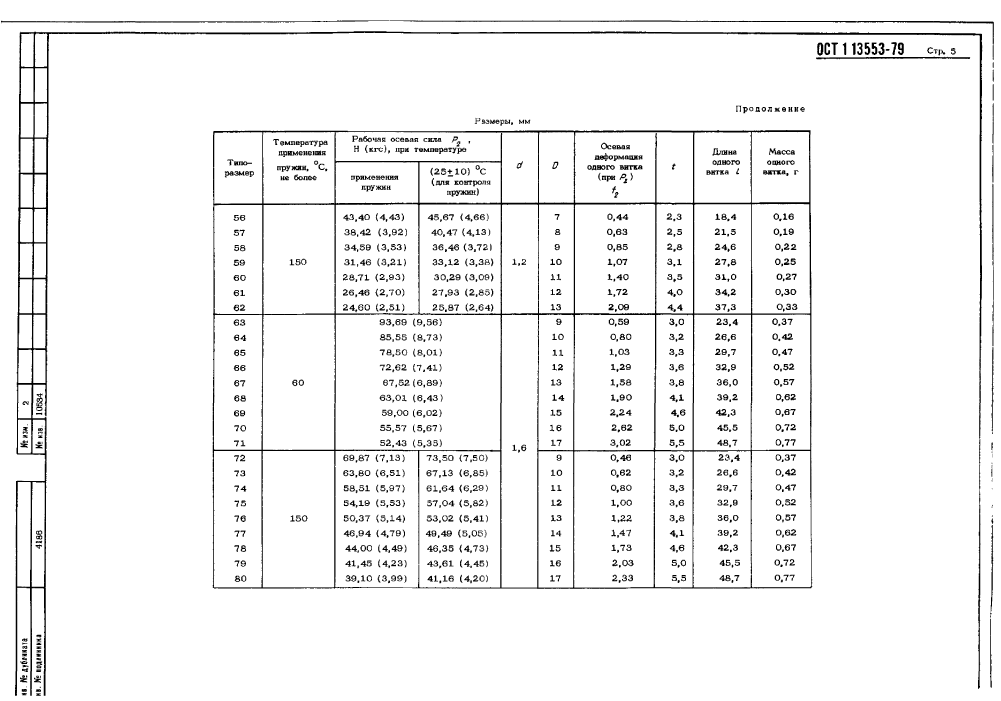 ОСТ 1 13553-79 Стр. 5
Продолжение
Размеры, мм
Типо-
размер
Температура
применения
пружин, °С,
не более
Рабочая осевая сила P₂ ,
Н (кгс), при температуре
применения
пружин
(25±10) °С
(для контроля
пружин)
d
D
Осевая
деформация
одного витка
(при P₂)
f₂
t
Длина
одного
витка l
Масса
одного
витка, г
56 43,40 (4,43) 45,67 (4,66) 7 0,44 2,3 18,4 0,16
57 38,42 (3,92) 40,47 (4,13) 8 0,63 2,5 21,5 0,19
58 34,59 (3,53) 36,46 (3,72) 9 0,85 2,8 24,6 0,22
59 150 31,46 (3,21) 33,12 (3,38) 1,2 10 1,07 3,1 27,8 0,25
60 28,71 (2,93) 30,29 (3,09) 11 1,40 3,5 31,0 0,27
61 26,46 (2,70) 27,93 (2,85) 12 1,72 4,0 34,2 0,30
62 24,60 (2,51) 25,87 (2,64) 13 2,09 4,4 37,3 0,33
63 93,69 (9,56) 9 0,59 3,0 23,4 0,37
64 85,55 (8,73) 10 0,80 3,2 26,6 0,42
65 78,50 (8,01) 11 1,03 3,3 29,7 0,47
66 72,62 (7,41) 12 1,29 3,6 32,9 0,52
67 60 67,52 (6,89) 13 1,58 3,8 36,0 0,57
68 63,01 (6,43) 14 1,90 4,1 39,2 0,62
69 59,00 (6,02) 15 2,24 4,6 42,3 0,67
70 55,57 (5,67) 16 2,62 5,0 45,5 0,72
71 52,43 (5,35) 17 3,02 5,5 48,7 0,77
1,6
72 69,87 (7,13) 73,50 (7,50) 9 0,46 3,0 23,4 0,37
73 63,80 (6,51) 67,13 (6,85) 10 0,62 3,2 26,6 0,42
74 58,51 (5,97) 61,64 (6,29) 11 0,80 3,3 29,7 0,47
75 54,19 (5,53) 57,04 (5,82) 12 1,00 3,6 32,9 0,52
76 150 50,37 (5,14) 53,02 (5,41) 13 1,22 3,8 36,0 0,57
77 46,94 (4,79) 49,49 (5,05) 14 1,47 4,1 39,2 0,62
78 44,00 (4,49) 46,35 (4,73) 15 1,73 4,6 42,3 0,67
79 41,45 (4,23) 43,61 (4,45) 16 2,03 5,0 45,5 0,72
80 39,10 (3,99) 41,16 (4,20) 17 2,33 5,5 48,7 0,77
№ изм. 2
№ изв. 10534
4186
нв. № дубликата
нв. № подлинника